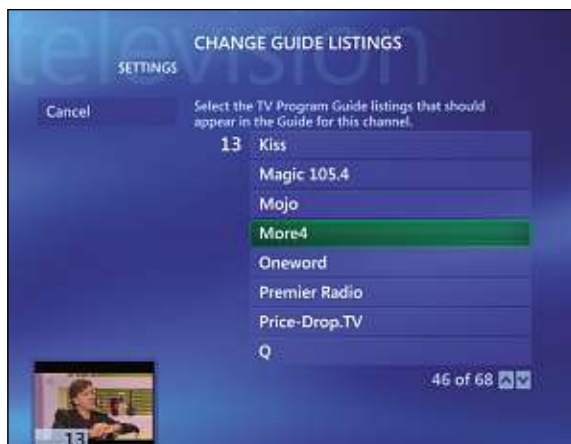 television
CHANGE GUIDE LISTINGS
SETTINGS
Cancel
Select the TV Program Guide listings that should
appear in the Guide for this channel.
13 Kiss
Magic 105.4
Mojo
More4
Oneword
Premier Radio
Price-Drop.TV
Q
46 of 68
13